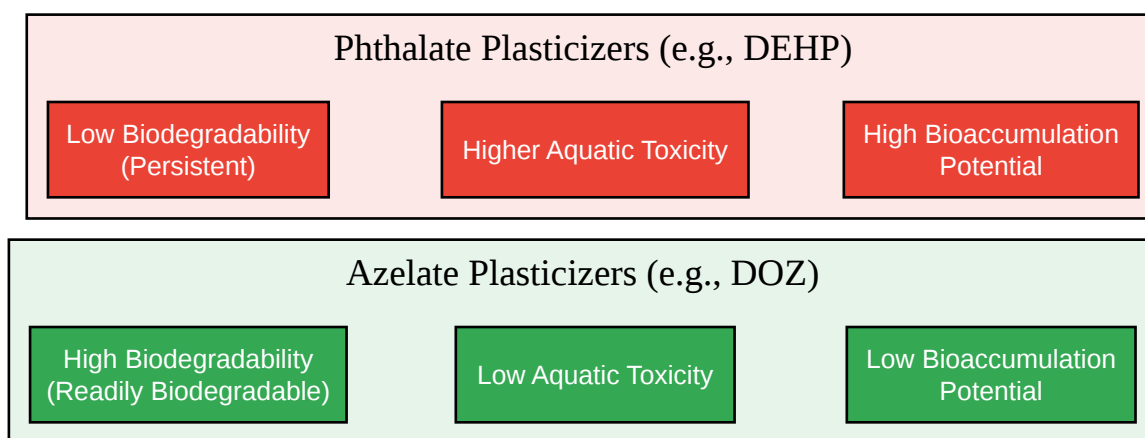 Phthalate Plasticizers (e.g., DEHP)
Low Biodegradability
(Persistent)
Higher Aquatic Toxicity
High Bioaccumulation
Potential
Azelate Plasticizers (e.g., DOZ)
High Biodegradability
(Readily Biodegradable)
Low Aquatic Toxicity
Low Bioaccumulation
Potential